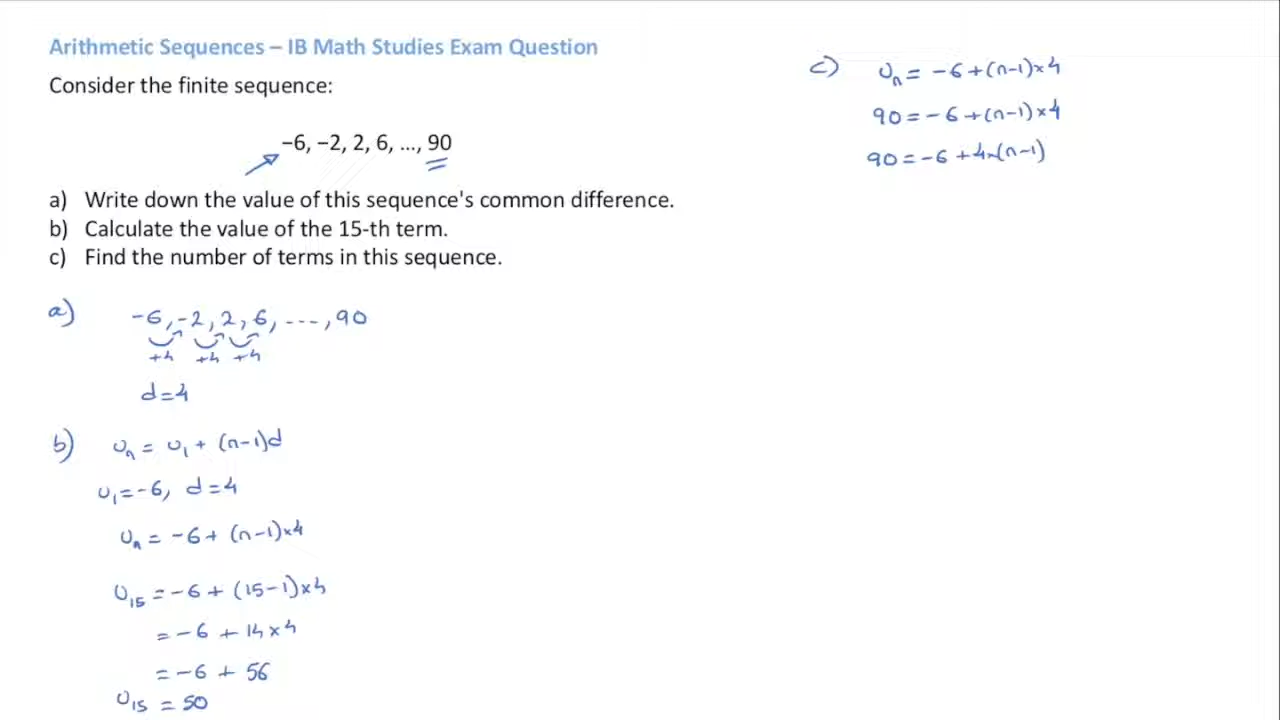 Arithmetic Sequences – IB Math Studies Exam Question
Consider the finite sequence:
−6, −2, 2, 6, ..., 90
a) Write down the value of this sequence's common difference.
b) Calculate the value of the 15-th term.
c) Find the number of terms in this sequence.
a) -6, -2, 2, 6, ...., 90
+4 +4 +4
d=4
b) uₙ = u₁ + (n-1)d
u₁=-6, d=4
uₙ = -6+ (n-1)×4
u₁₅ = -6 + (15-1)×4
= -6 + 14×4
= -6 + 56
u₁₅ = 50
c) uₙ = -6+(n-1)×4
90=-6+(n-1)×4
90=-6+4×(n-1)